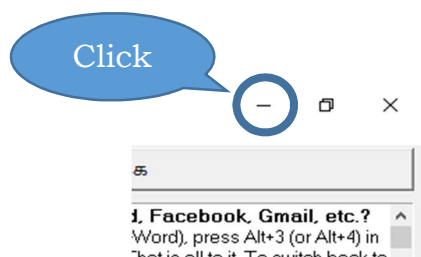 Click
க
, Facebook, Gmail, etc.?
Word), press Alt+3 (or Alt+4) in
That is all to it. To switch back to